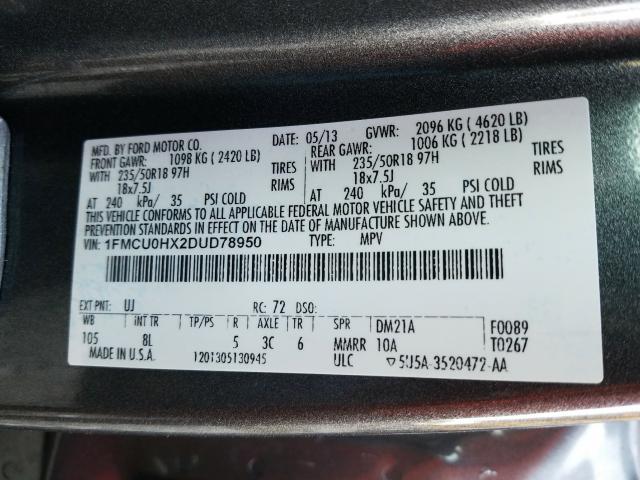 MFD. BY FORD MOTOR CO.
DATE: 05/13 GVWR: 2096 KG ( 4620 LB)
FRONT GAWR: 1098 KG ( 2420 LB) REAR GAWR: 1006 KG ( 2218 LB)
WITH 235/50R18 97H TIRES WITH 235/50R18 97H TIRES
18x7.5J RIMS 18x7.5J RIMS
AT 240 kPa/ 35 PSI COLD AT 240 kPa/ 35 PSI COLD
THIS VEHICLE CONFORMS TO ALL APPLICABLE FEDERAL MOTOR VEHICLE SAFETY AND THEFT
PREVENTION STANDARDS IN EFFECT ON THE DATE OF MANUFACTURE SHOWN ABOVE.
VIN: 1FMCU0HX2DUD78950 TYPE: MPV
EXT PNT: UJ RC: 72 DSO:
WB INT TR TP/PS R AXLE TR SPR DM21A F0089
105 8L 5 3C 6 MMRR 10A T0267
MADE IN U.S.A. 1201305130945 ULC ▽5U5A-3520472-AA